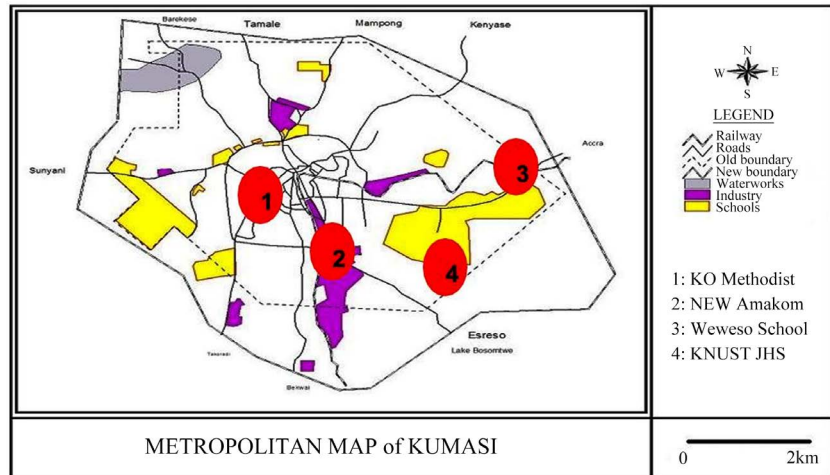 Barekese
Tamale
Mampong
Kenyase
Sunyani
Accra
1
2
3
4
Esreso
Lake Bosomtwe
Takoradi
Bekwai
N
W E
S
LEGEND
Railway
Roads
Old boundary
New boundary
Waterworks
Industry
Schools
1: KO Methodist
2: NEW Amakom
3: Weweso School
4: KNUST JHS
METROPOLITAN MAP of KUMASI
0 2km